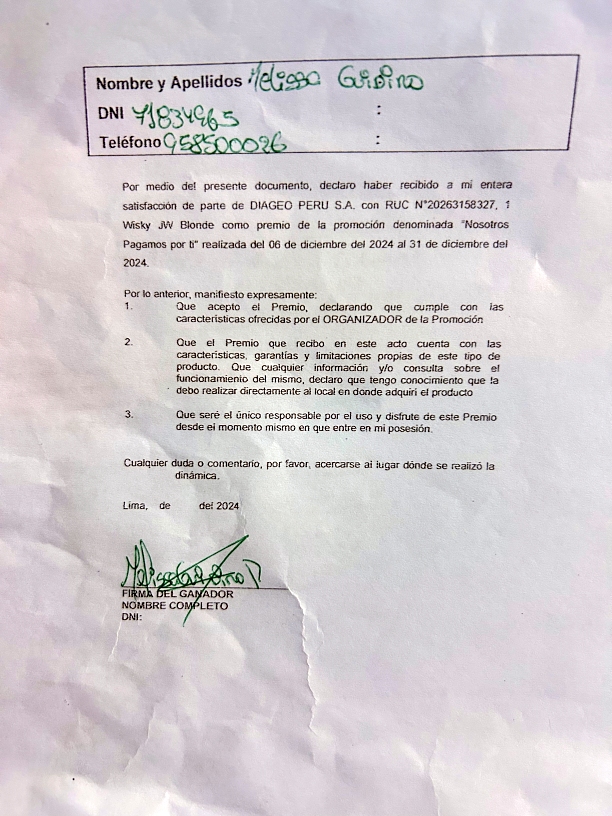 Nombre y Apellidos Melissa Guidino
DNI 71834965 :
Teléfono 958500026 :
Por medio del presente documento, declaro haber recibido a mi entera
satisfacción de parte de DIAGEO PERU S.A. con RUC N°20263158327, 1
Wisky JW Blonde como premio de la promoción denominada "Nosotros
Pagamos por ti" realizada del 06 de diciembre del 2024 al 31 de diciembre del
2024.
Por lo anterior, manifiesto expresamente:
1. Que acepto el Premio, declarando que cumple con las
características ofrecidas por el ORGANIZADOR de la Promoción
2. Que el Premio que recibo en este acto cuenta con las
características, garantías y limitaciones propias de este tipo de
producto. Que cualquier información y/o consulta sobre el
funcionamiento del mismo, declaro que tengo conocimiento que la
debo realizar directamente al local en donde adquirí el producto
3. Que seré el único responsable por el uso y disfrute de este Premio
desde el momento mismo en que entre en mi posesión.
Cualquier duda o comentario, por favor, acercarse al lugar dónde se realizó la
dinámica.
Lima, de del 2024
FIRMA DEL GANADOR
NOMBRE COMPLETO
DNI: